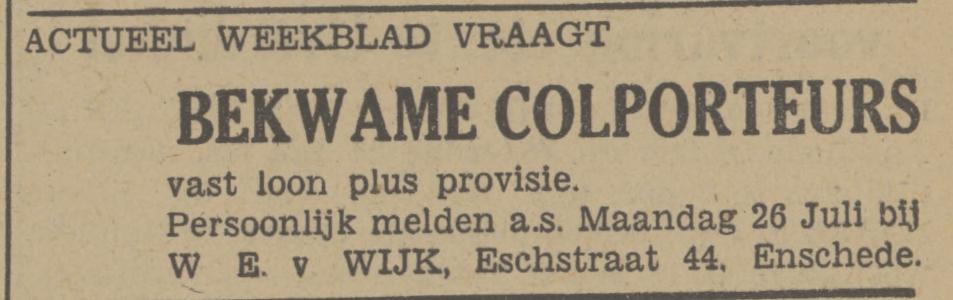 ACTUEEL WEEKBLAD VRAAGT
BEKWAME COLPORTEURS
vast loon plus provisie.
Persoonlijk melden a.s. Maandag 26 Juli bij
W E. v WIJK, Eschstraat 44, Enschede.